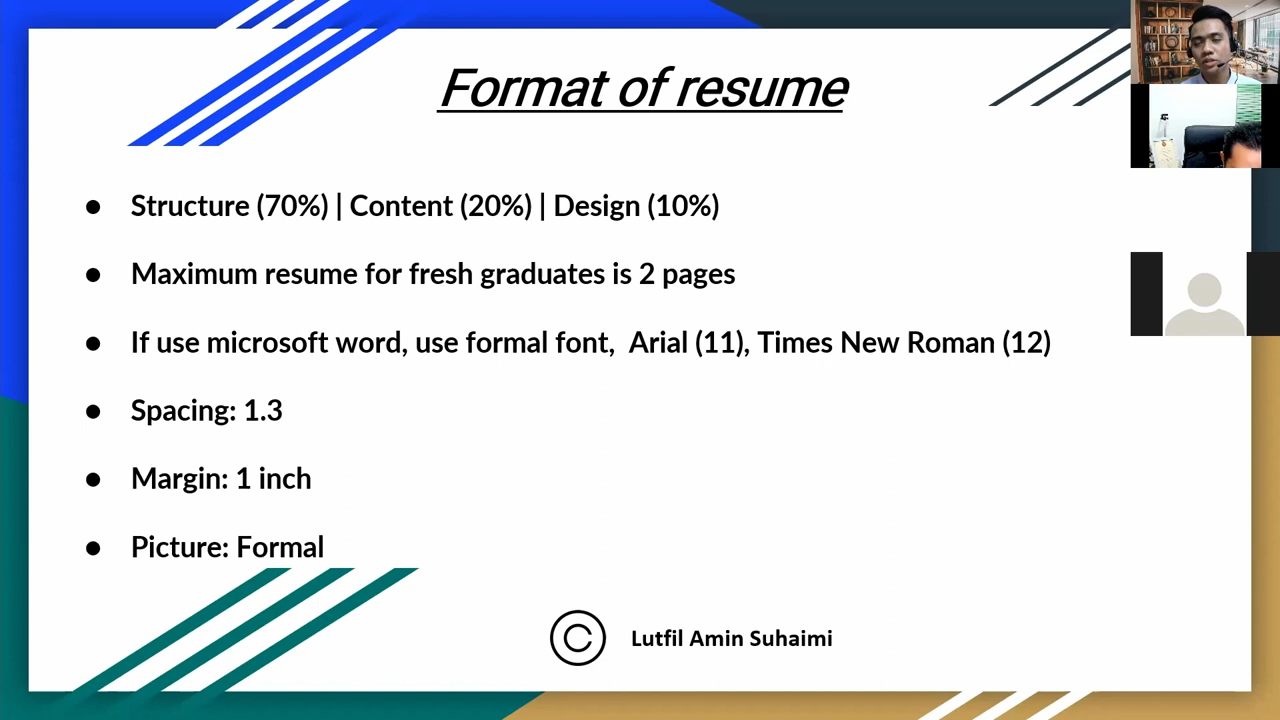 Format of resume
● Structure (70%) | Content (20%) | Design (10%)
● Maximum resume for fresh graduates is 2 pages
● If use microsoft word, use formal font,  Arial (11), Times New Roman (12)
● Spacing: 1.3
● Margin: 1 inch
● Picture: Formal
© Lutfil Amin Suhaimi